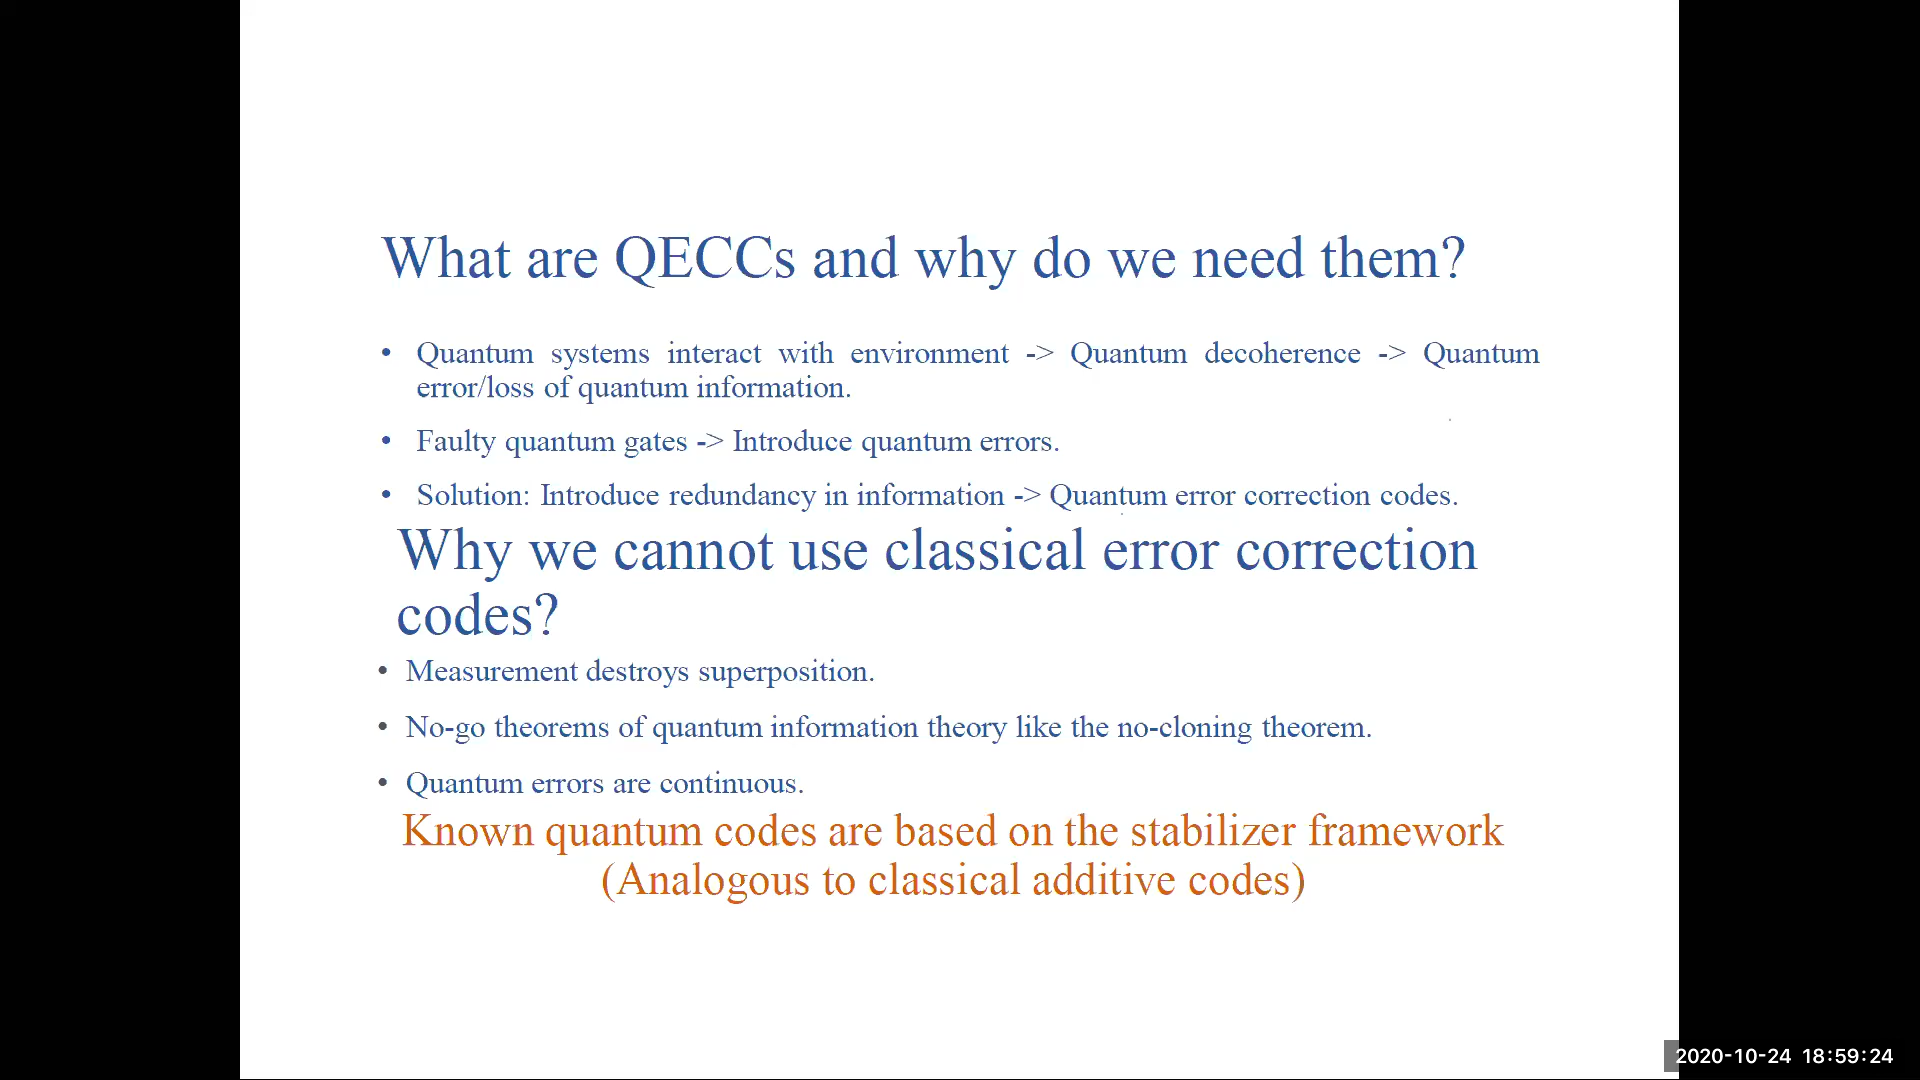 What are QECCs and why do we need them?
• Quantum systems interact with environment -> Quantum decoherence -> Quantum
error/loss of quantum information.
• Faulty quantum gates -> Introduce quantum errors.
• Solution: Introduce redundancy in information -> Quantum error correction codes.
Why we cannot use classical error correction
codes?
• Measurement destroys superposition.
• No-go theorems of quantum information theory like the no-cloning theorem.
• Quantum errors are continuous.
Known quantum codes are based on the stabilizer framework
(Analogous to classical additive codes)
2020-10-24 18:59:24